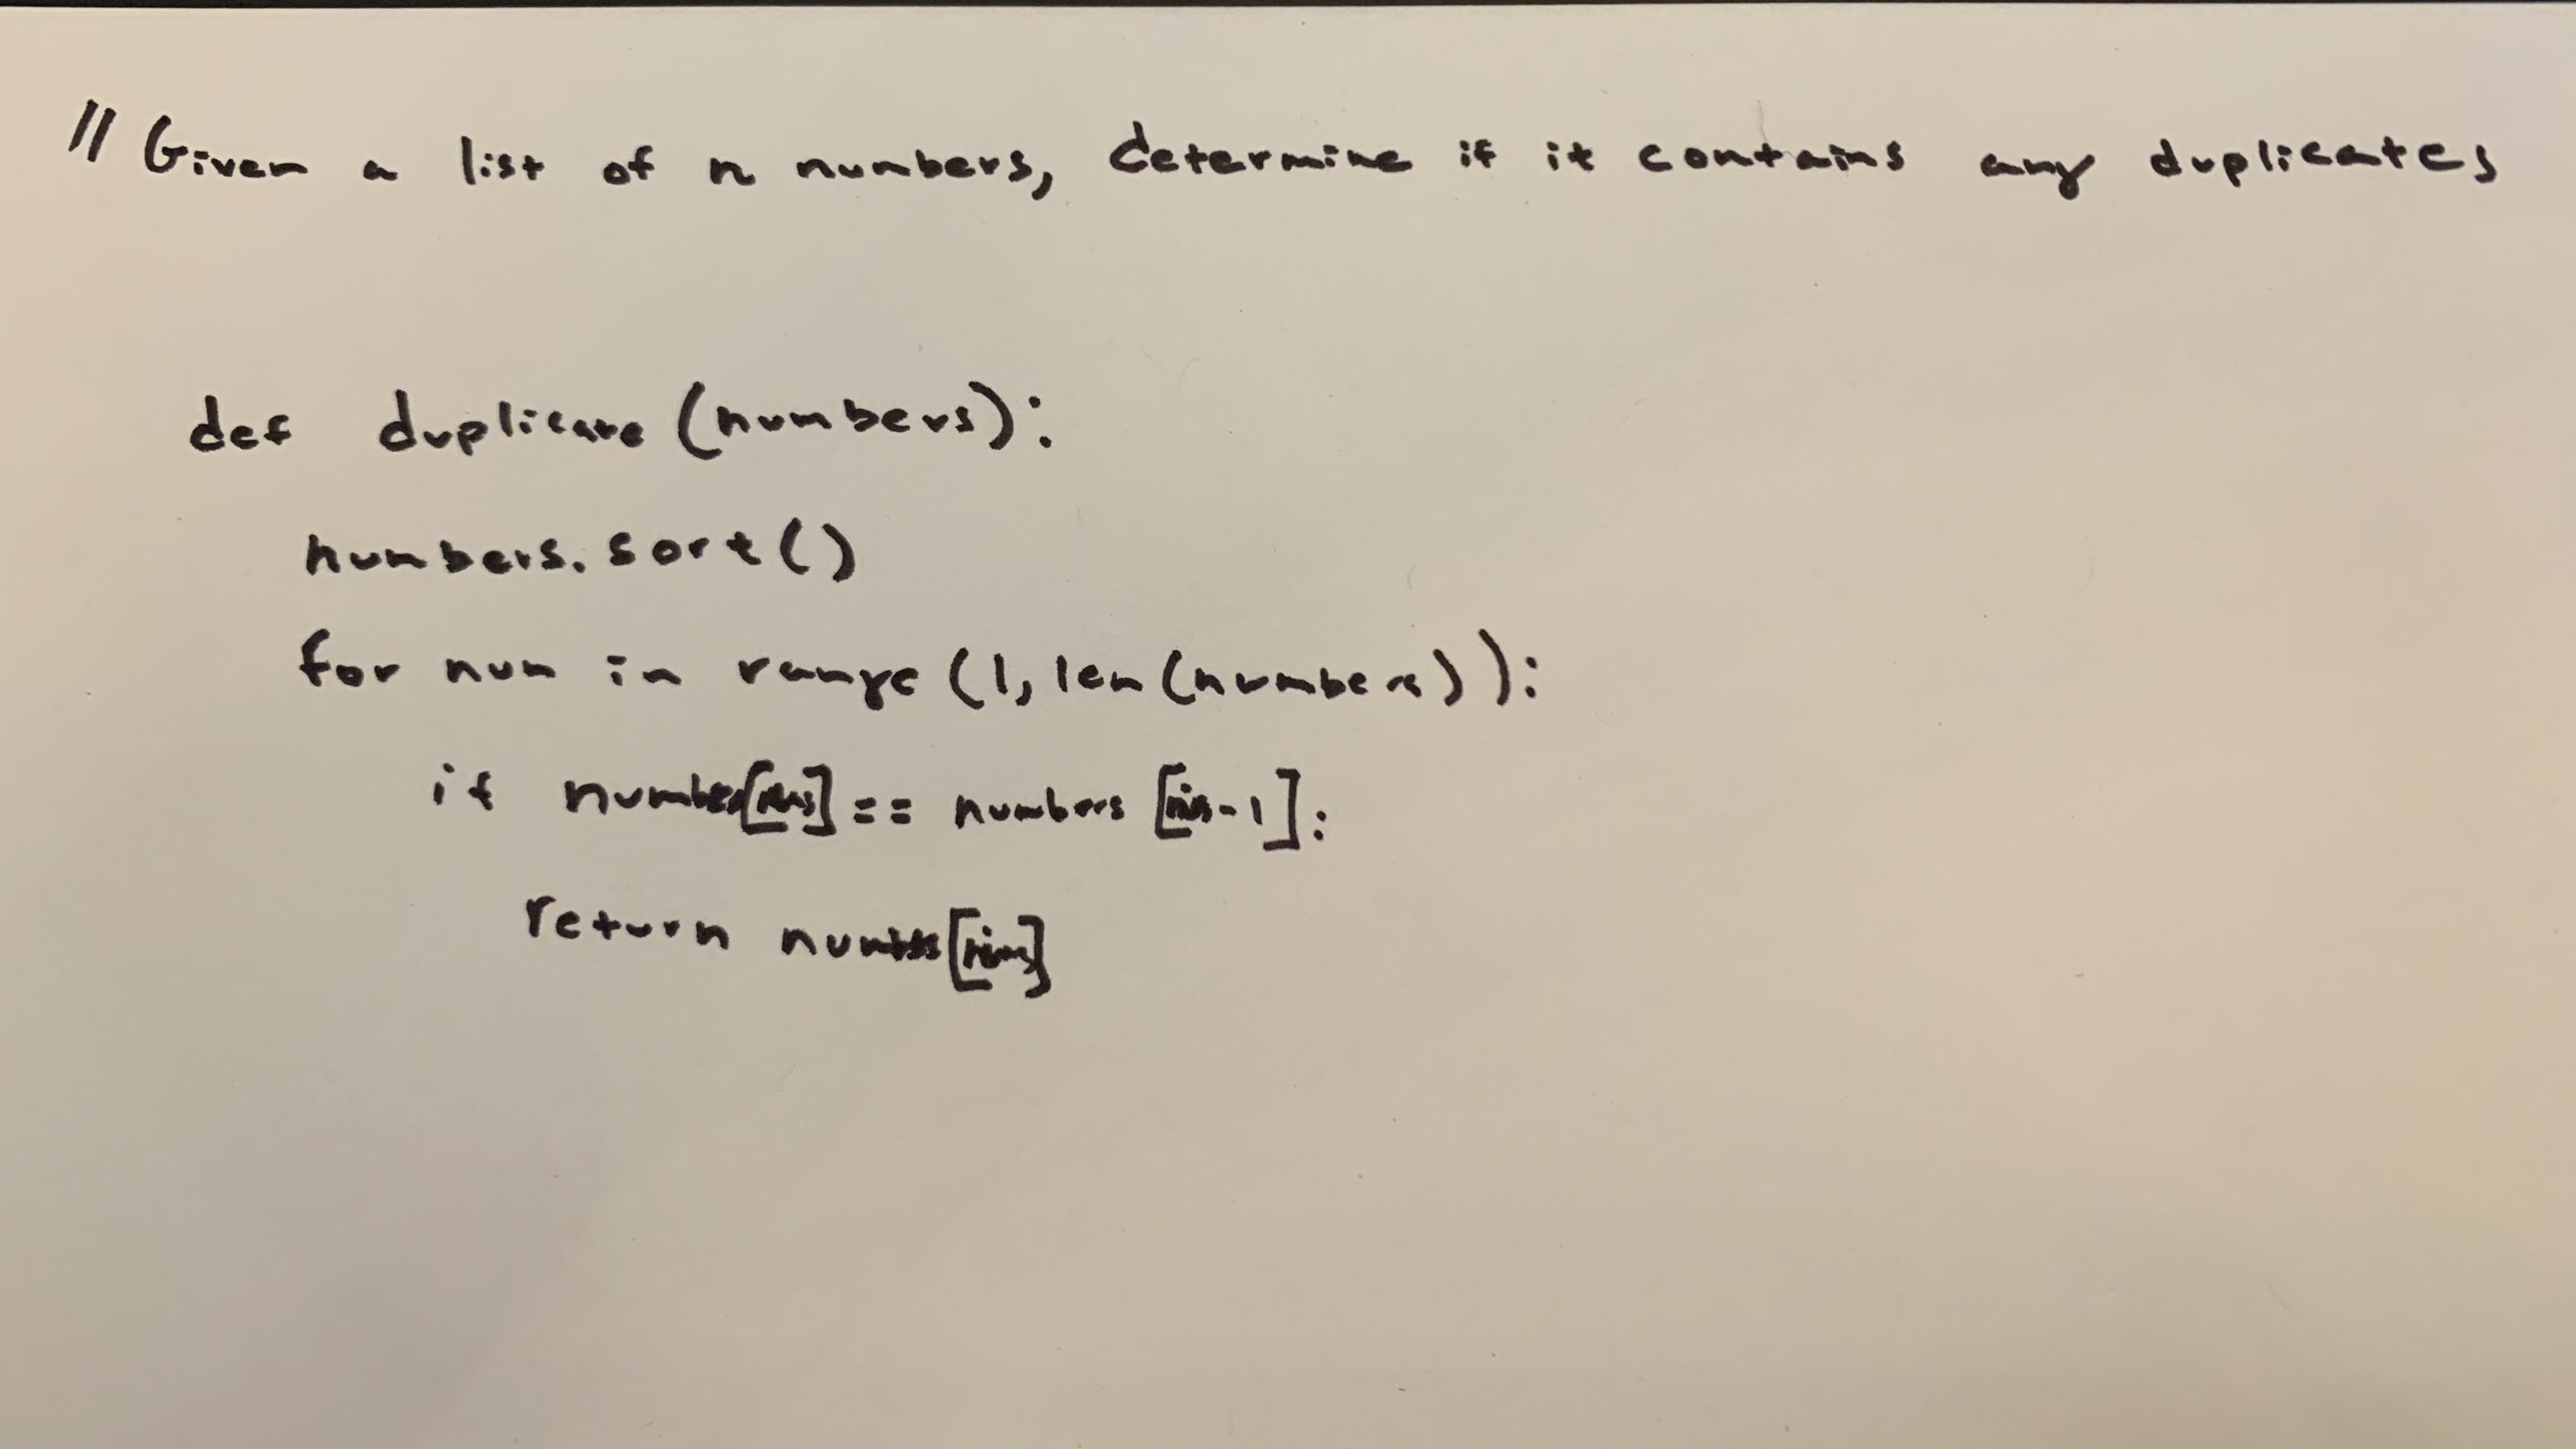 // Given a list of n numbers, determine if it contains any duplicates
def duplicate (numbers):
numbers.sort()
for num in range (1, len (numbers)):
if numbers[num] == numbers [num-1]:
return numbers[num]